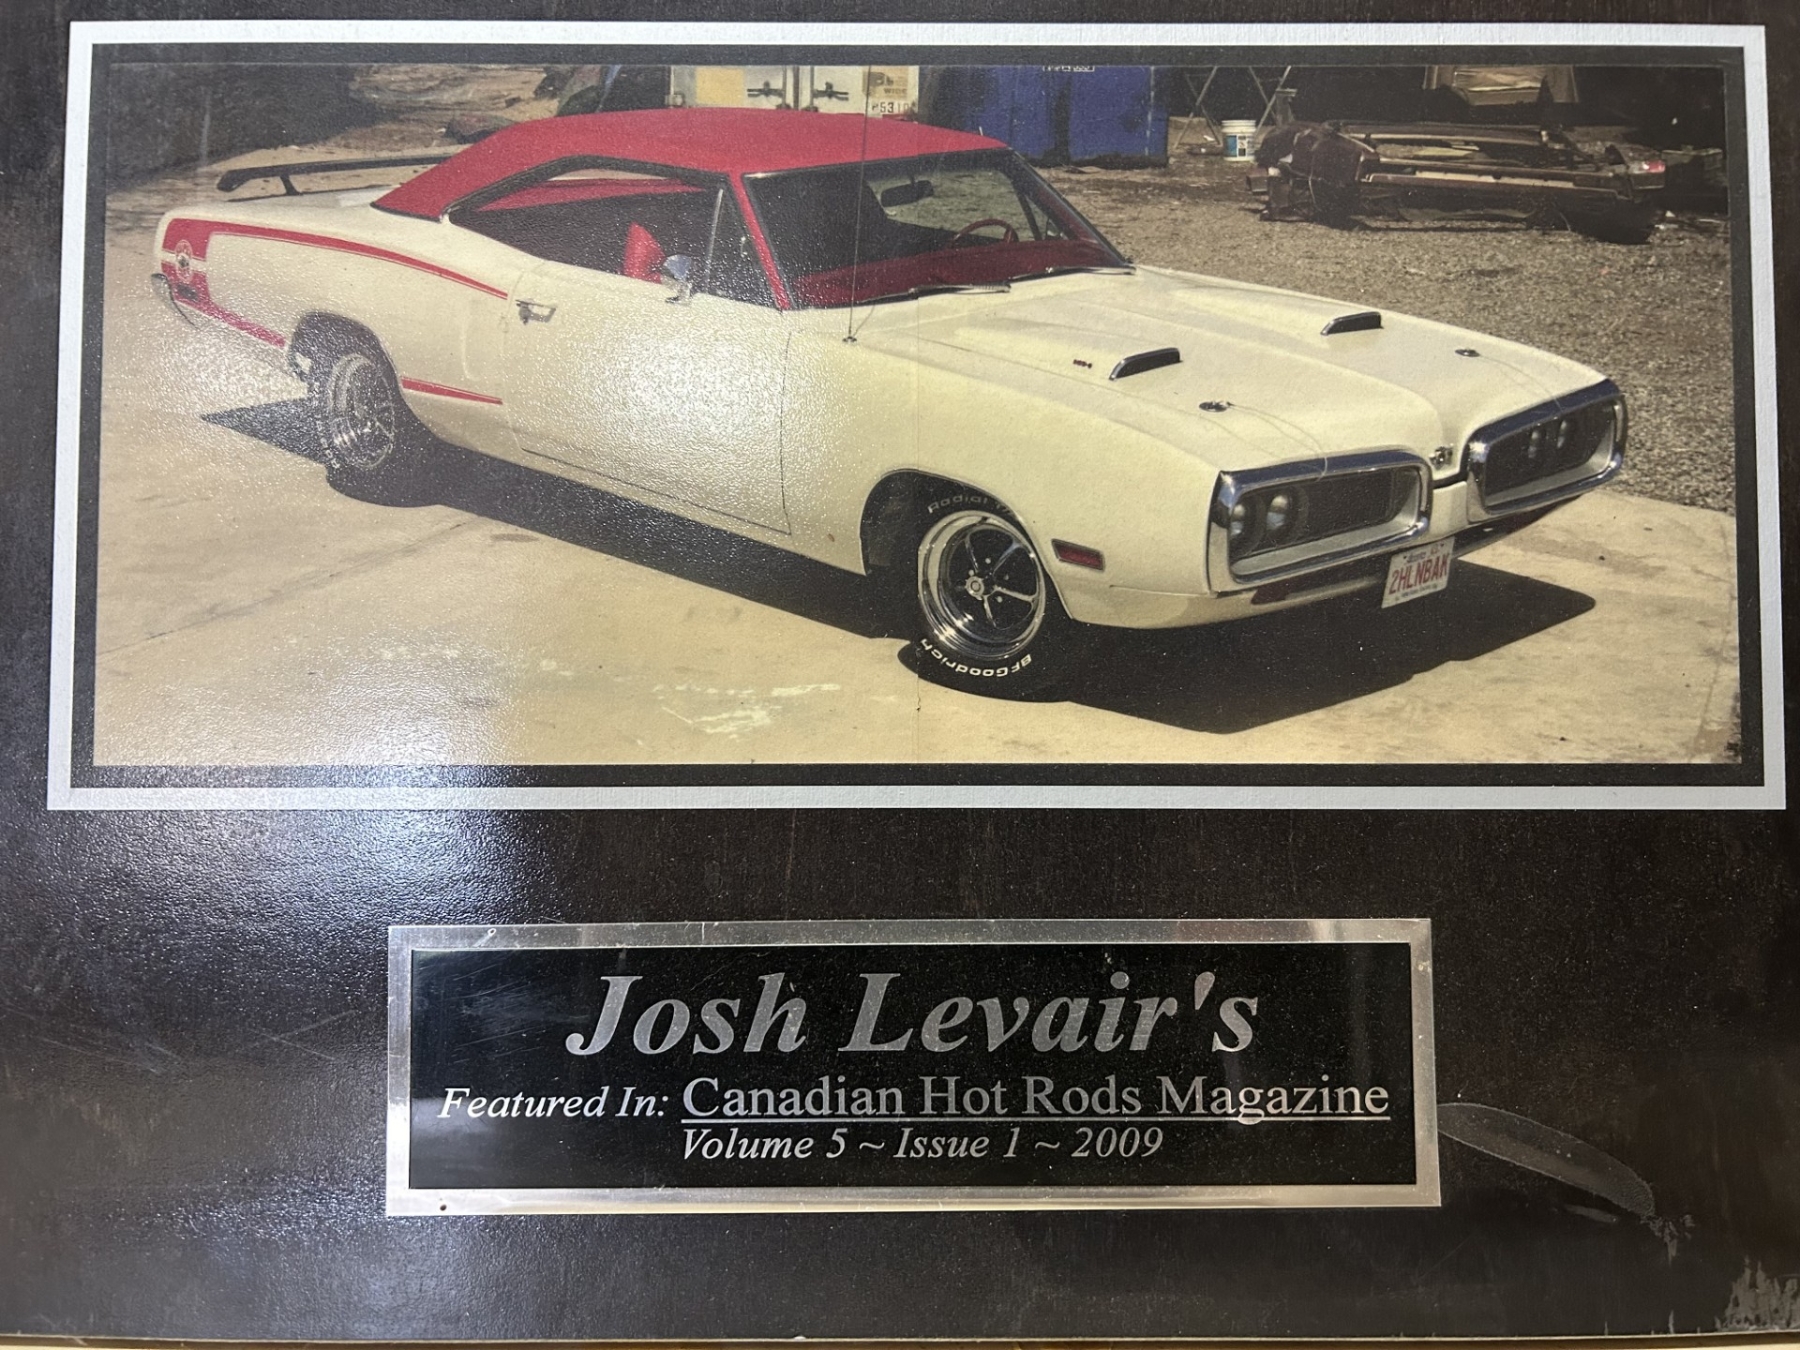 2HLNBAK
Radial T/A
BFGoodrich
Josh Levair's
Featured In: Canadian Hot Rods Magazine
Volume 5 ~ Issue 1 ~ 2009